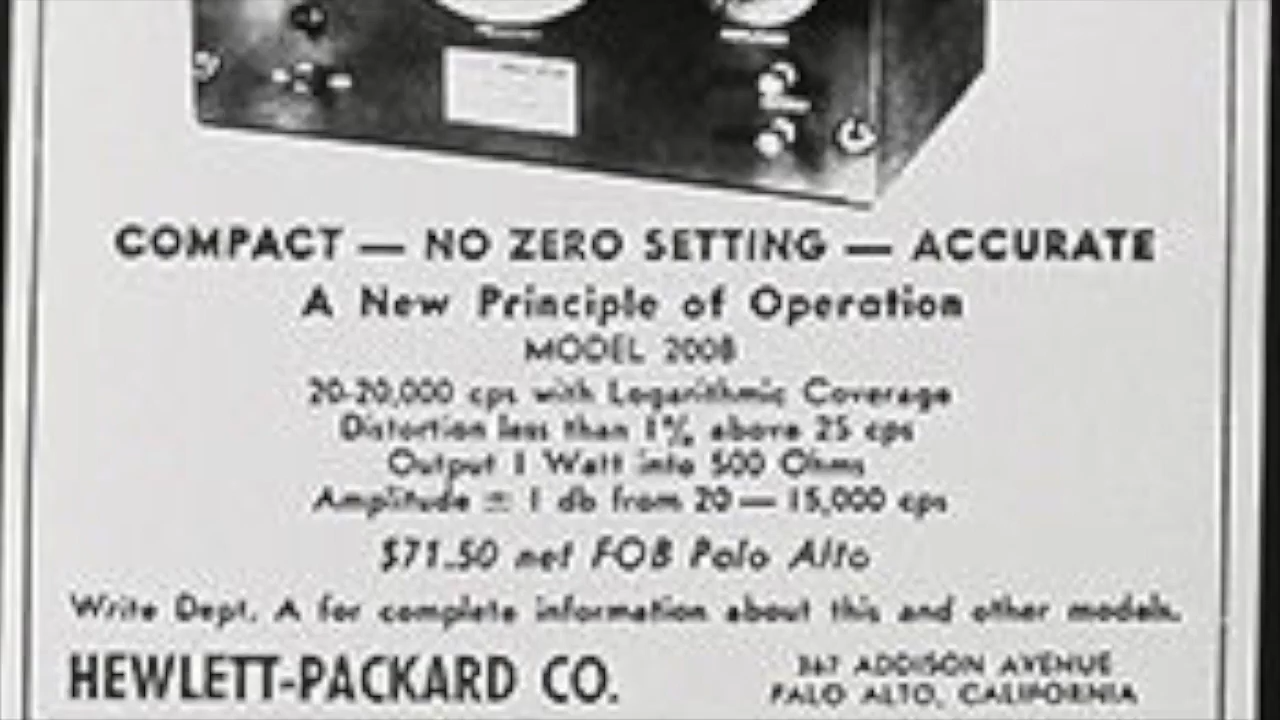 COMPACT — NO ZERO SETTING — ACCURATE
A New Principle of Operation
MODEL 200B
20-20,000 cps with Logarithmic Coverage
Distortion less than 1% above 25 cps
Output 1 Watt into 500 Ohms
Amplitude ± 1 db from 20 — 15,000 cps
$71.50 net FOB Palo Alto
Write Dept. A for complete information about this and other models.
HEWLETT-PACKARD CO.
367 ADDISON AVENUE
PALO ALTO, CALIFORNIA